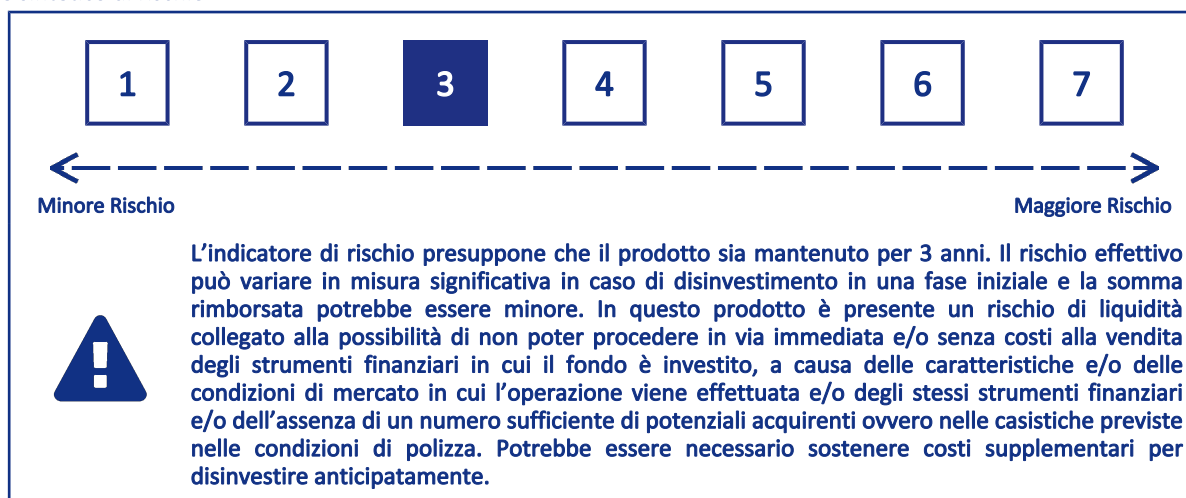 1 2 3 4 5 6 7
Minore Rischio Maggiore Rischio
L'indicatore di rischio presuppone che il prodotto sia mantenuto per 3 anni. Il rischio effettivo
può variare in misura significativa in caso di disinvestimento in una fase iniziale e la somma
rimborsata potrebbe essere minore. In questo prodotto è presente un rischio di liquidità
collegato alla possibilità di non poter procedere in via immediata e/o senza costi alla vendita
degli strumenti finanziari in cui il fondo è investito, a causa delle caratteristiche e/o delle
condizioni di mercato in cui l'operazione viene effettuata e/o degli stessi strumenti finanziari
e/o dell'assenza di un numero sufficiente di potenziali acquirenti ovvero nelle casistiche previste
nelle condizioni di polizza. Potrebbe essere necessario sostenere costi supplementari per
disinvestire anticipatamente.